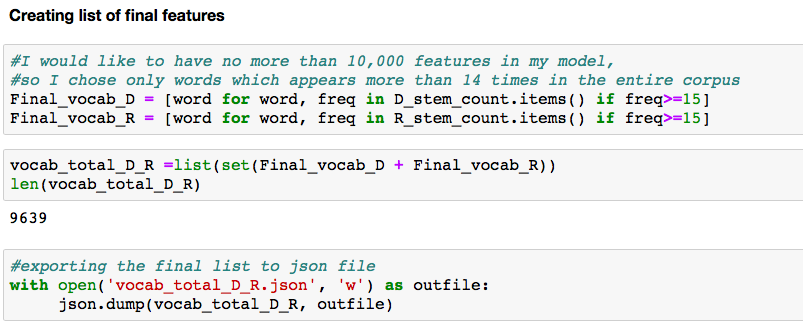 Creating list of final features
#I would like to have no more than 10,000 features in my model,
#so I chose only words which appears more than 14 times in the entire corpus
Final_vocab_D = [word for word, freq in D_stem_count.items() if freq>=15]
Final_vocab_R = [word for word, freq in R_stem_count.items() if freq>=15]
vocab_total_D_R =list(set(Final_vocab_D + Final_vocab_R))
len(vocab_total_D_R)
9639
#exporting the final list to json file
with open('vocab_total_D_R.json', 'w') as outfile:
     json.dump(vocab_total_D_R, outfile)